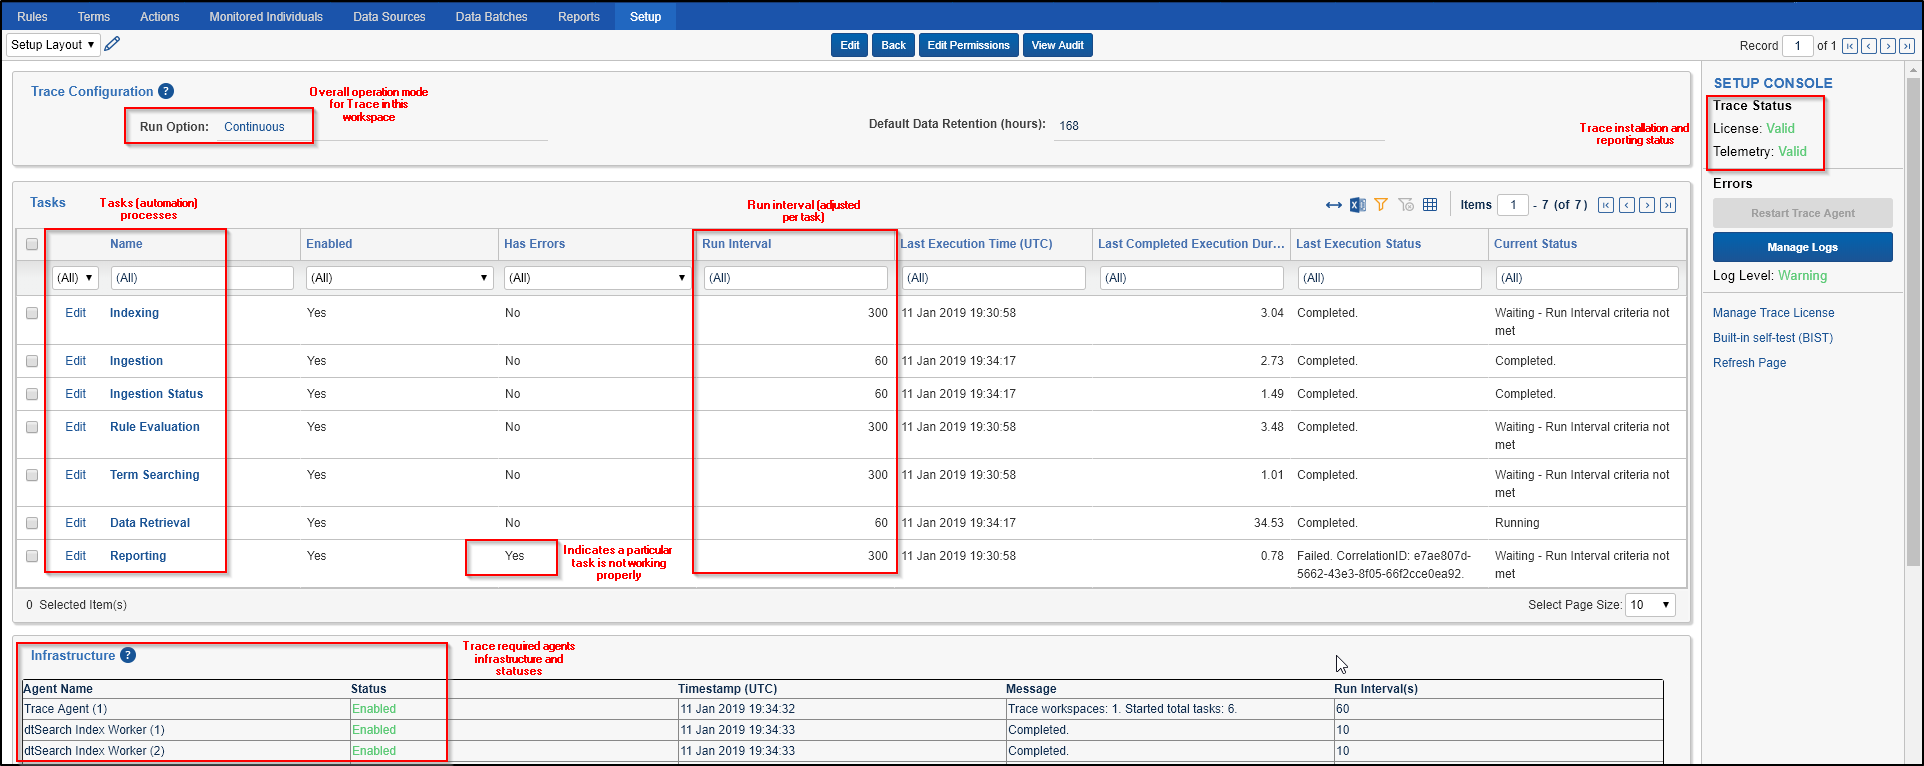 Rules Terms Actions Monitored Individuals Data Sources Data Batches Reports Setup
Setup Layout Edit Back Edit Permissions View Audit Record 1 of 1
Trace Configuration ?
Overall operation mode
for Trace in this
workspace
Run Option: Continuous
Default Data Retention (hours): 168
Trace installation and
reporting status
SETUP CONSOLE
Trace Status
License: Valid
Telemetry: Valid
Errors
Restart Trace Agent
Manage Logs
Log Level: Warning
Manage Trace License
Built-in self-test (BIST)
Refresh Page
Tasks
Tasks (automation)
processes
Run interval (adjusted
per task)
Items 1 - 7 (of 7)
Name Enabled Has Errors Run Interval Last Execution Time (UTC) Last Completed Execution Dur... Last Execution Status Current Status
(All) (All) (All) (All) (All) (All) (All) (All) (All)
Edit Indexing Yes No 300 11 Jan 2019 19:30:58 3.04 Completed. Waiting - Run Interval criteria not
met
Edit Ingestion Yes No 60 11 Jan 2019 19:34:17 2.73 Completed. Completed.
Edit Ingestion Status Yes No 60 11 Jan 2019 19:34:17 1.49 Completed. Completed.
Edit Rule Evaluation Yes No 300 11 Jan 2019 19:30:58 3.48 Completed. Waiting - Run Interval criteria not
met
Edit Term Searching Yes No 300 11 Jan 2019 19:30:58 1.01 Completed. Waiting - Run Interval criteria not
met
Edit Data Retrieval Yes No 60 11 Jan 2019 19:34:17 34.53 Completed. Running
Edit Reporting Yes Yes 300 11 Jan 2019 19:30:58 0.78 Failed. CorrelationID: e7ae807d- Waiting - Run Interval criteria not
5662-43e3-8f05-66f2cce0ea92. met
Indicates a particular
task is not working
properly
0 Selected Item(s) Select Page Size: 10
Infrastructure ?
Trace required agents
infrastructure and
statuses
Agent Name Status Timestamp (UTC) Message Run Interval(s)
Trace Agent (1) Enabled 11 Jan 2019 19:34:32 Trace workspaces: 1. Started total tasks: 6. 60
dtSearch Index Worker (1) Enabled 11 Jan 2019 19:34:33 Completed. 10
dtSearch Index Worker (2) Enabled 11 Jan 2019 19:34:33 Completed. 10